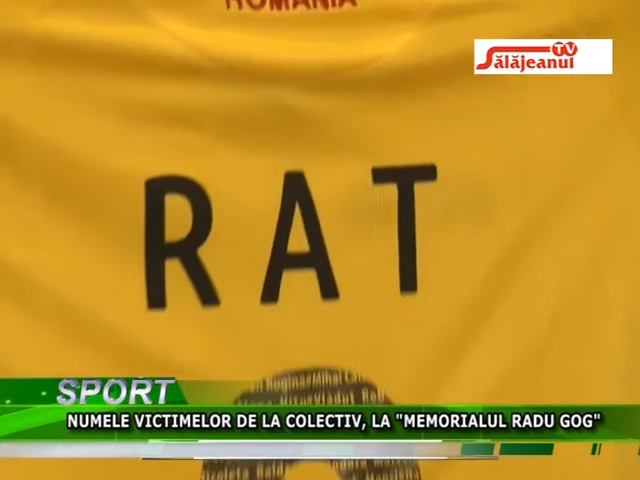 ROMANIA
Sălăjeanul TV
RAT
SPORT
NUMELE VICTIMELOR DE LA COLECTIV, LA "MEMORIALUL RADU GOG"